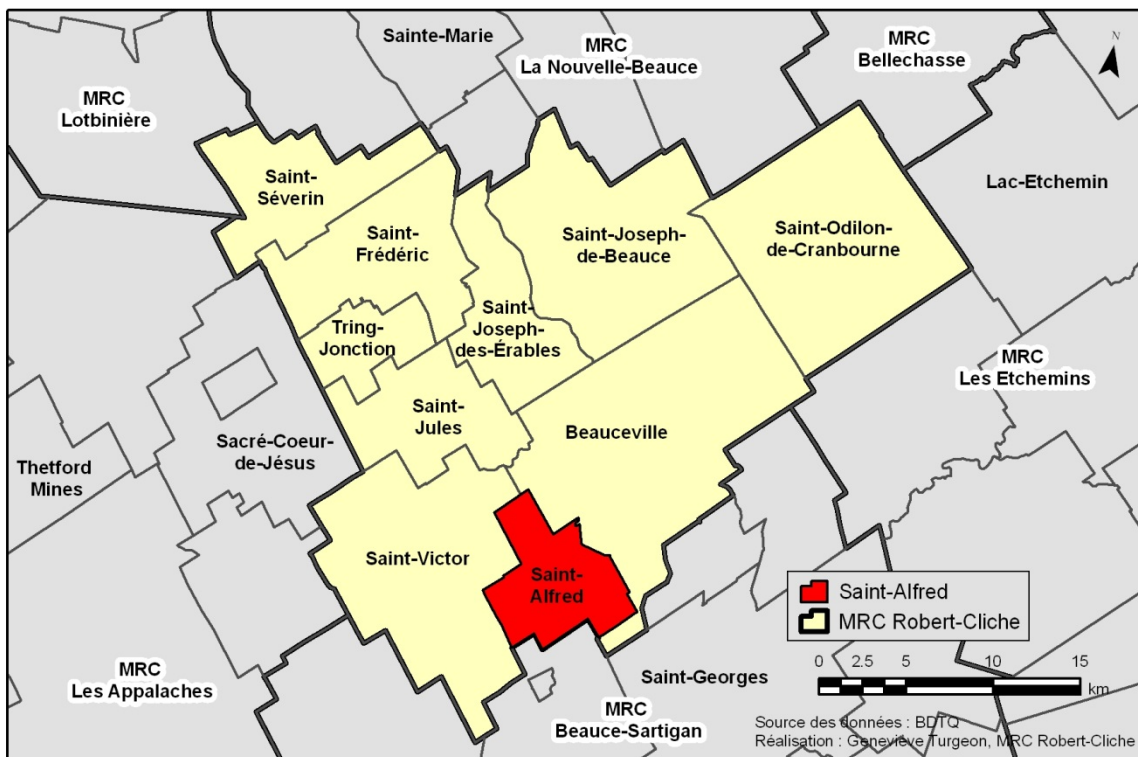 Sainte-Marie
MRC
La Nouvelle-Beauce
MRC
Bellechasse
N
MRC
Lotbinière
Saint-
Séverin
Lac-Etchemin
Saint-
Frédéric
Saint-Joseph-
de-Beauce
Saint-Odilon-
de-Cranbourne
Tring-
Jonction
Saint-
Joseph-
des-Érables
MRC
Les Etchemins
Saint-
Jules
Beauceville
Sacré-Coeur-
de-Jésus
Thetford
Mines
Saint-Victor
Saint-
Alfred
Saint-Alfred
MRC Robert-Cliche
0 2.5 5 10 15
km
MRC
Les Appalaches
Saint-Georges
MRC
Beauce-Sartigan
Source des données : BDTQ
Réalisation : Geneviève Turgeon, MRC Robert-Cliche